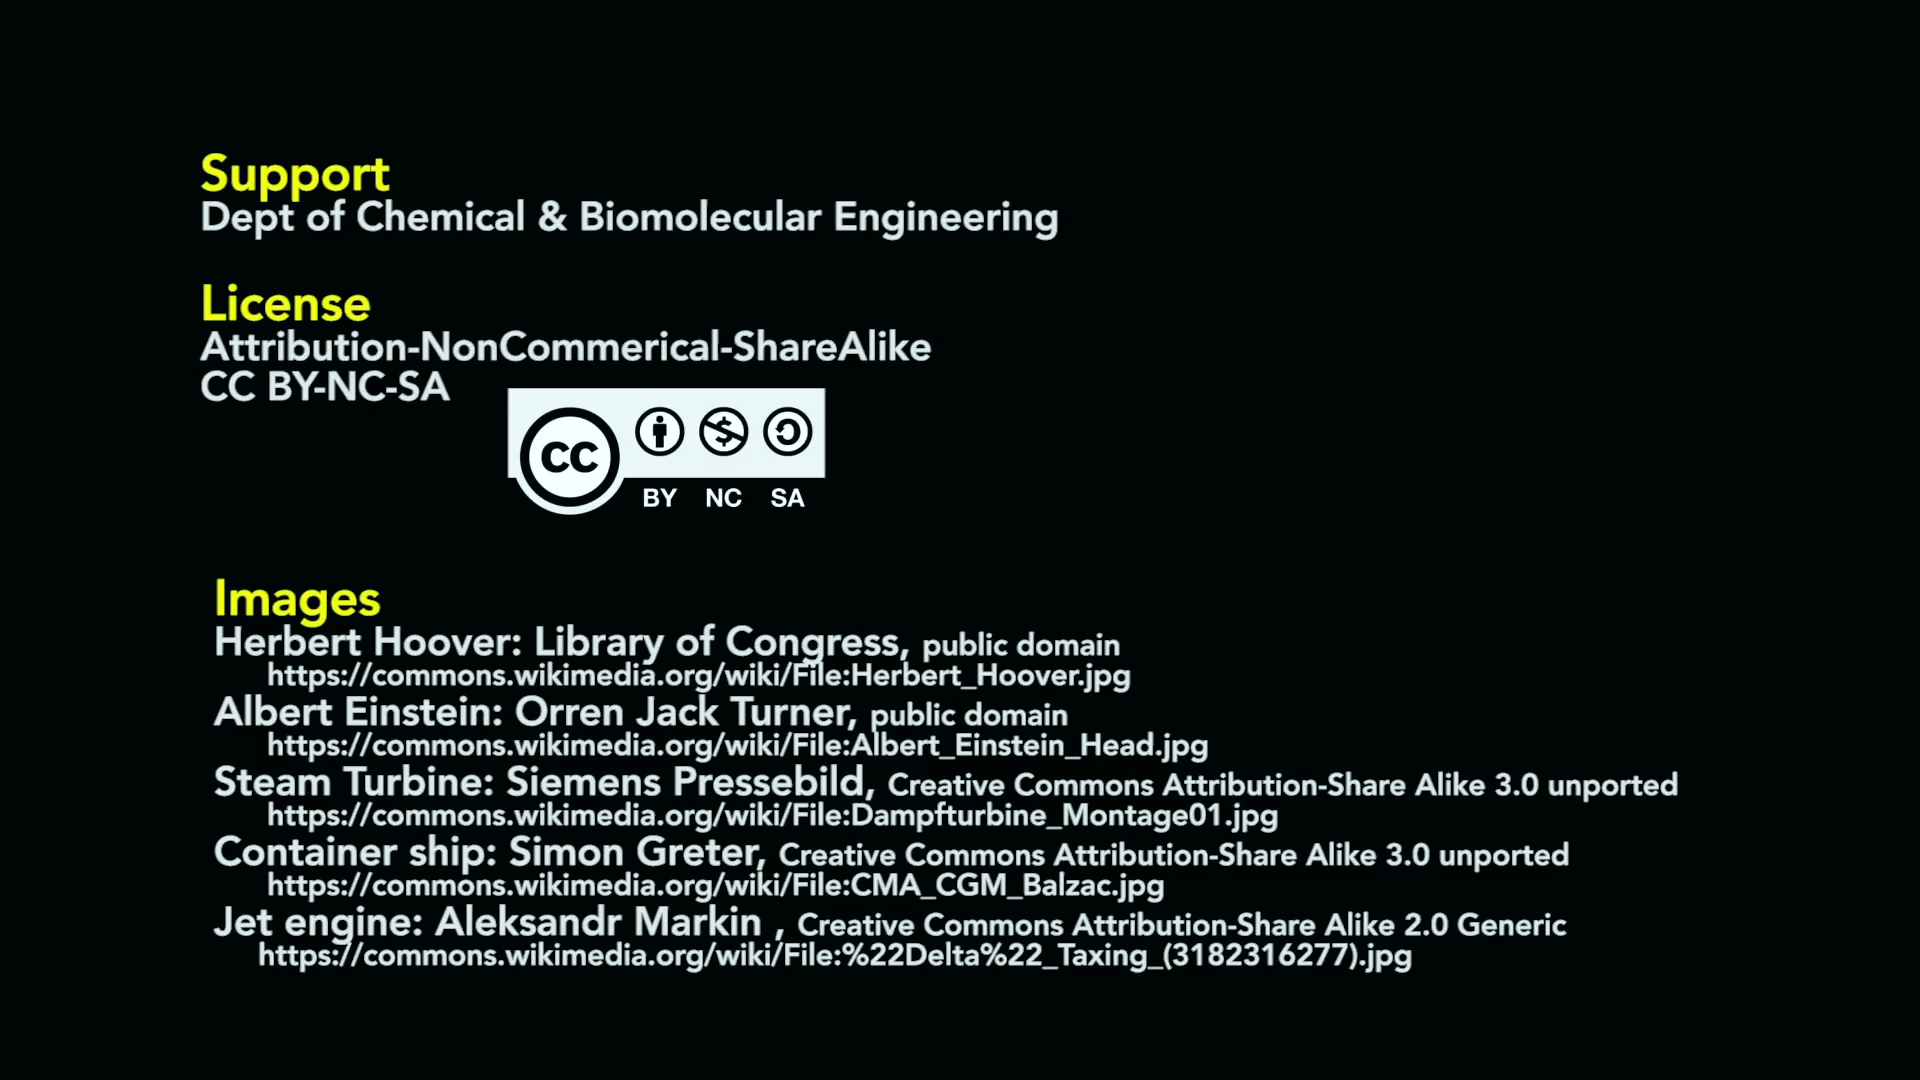 Support
Dept of Chemical & Biomolecular Engineering
License
Attribution-NonCommerical-ShareAlike
CC BY-NC-SA
CC
BY NC SA
Images
Herbert Hoover: Library of Congress, public domain
https://commons.wikimedia.org/wiki/File:Herbert_Hoover.jpg
Albert Einstein: Orren Jack Turner, public domain
https://commons.wikimedia.org/wiki/File:Albert_Einstein_Head.jpg
Steam Turbine: Siemens Pressebild, Creative Commons Attribution-Share Alike 3.0 unported
https://commons.wikimedia.org/wiki/File:Dampfturbine_Montage01.jpg
Container ship: Simon Greter, Creative Commons Attribution-Share Alike 3.0 unported
https://commons.wikimedia.org/wiki/File:CMA_CGM_Balzac.jpg
Jet engine: Aleksandr Markin , Creative Commons Attribution-Share Alike 2.0 Generic
https://commons.wikimedia.org/wiki/File:%22Delta%22_Taxing_(3182316277).jpg